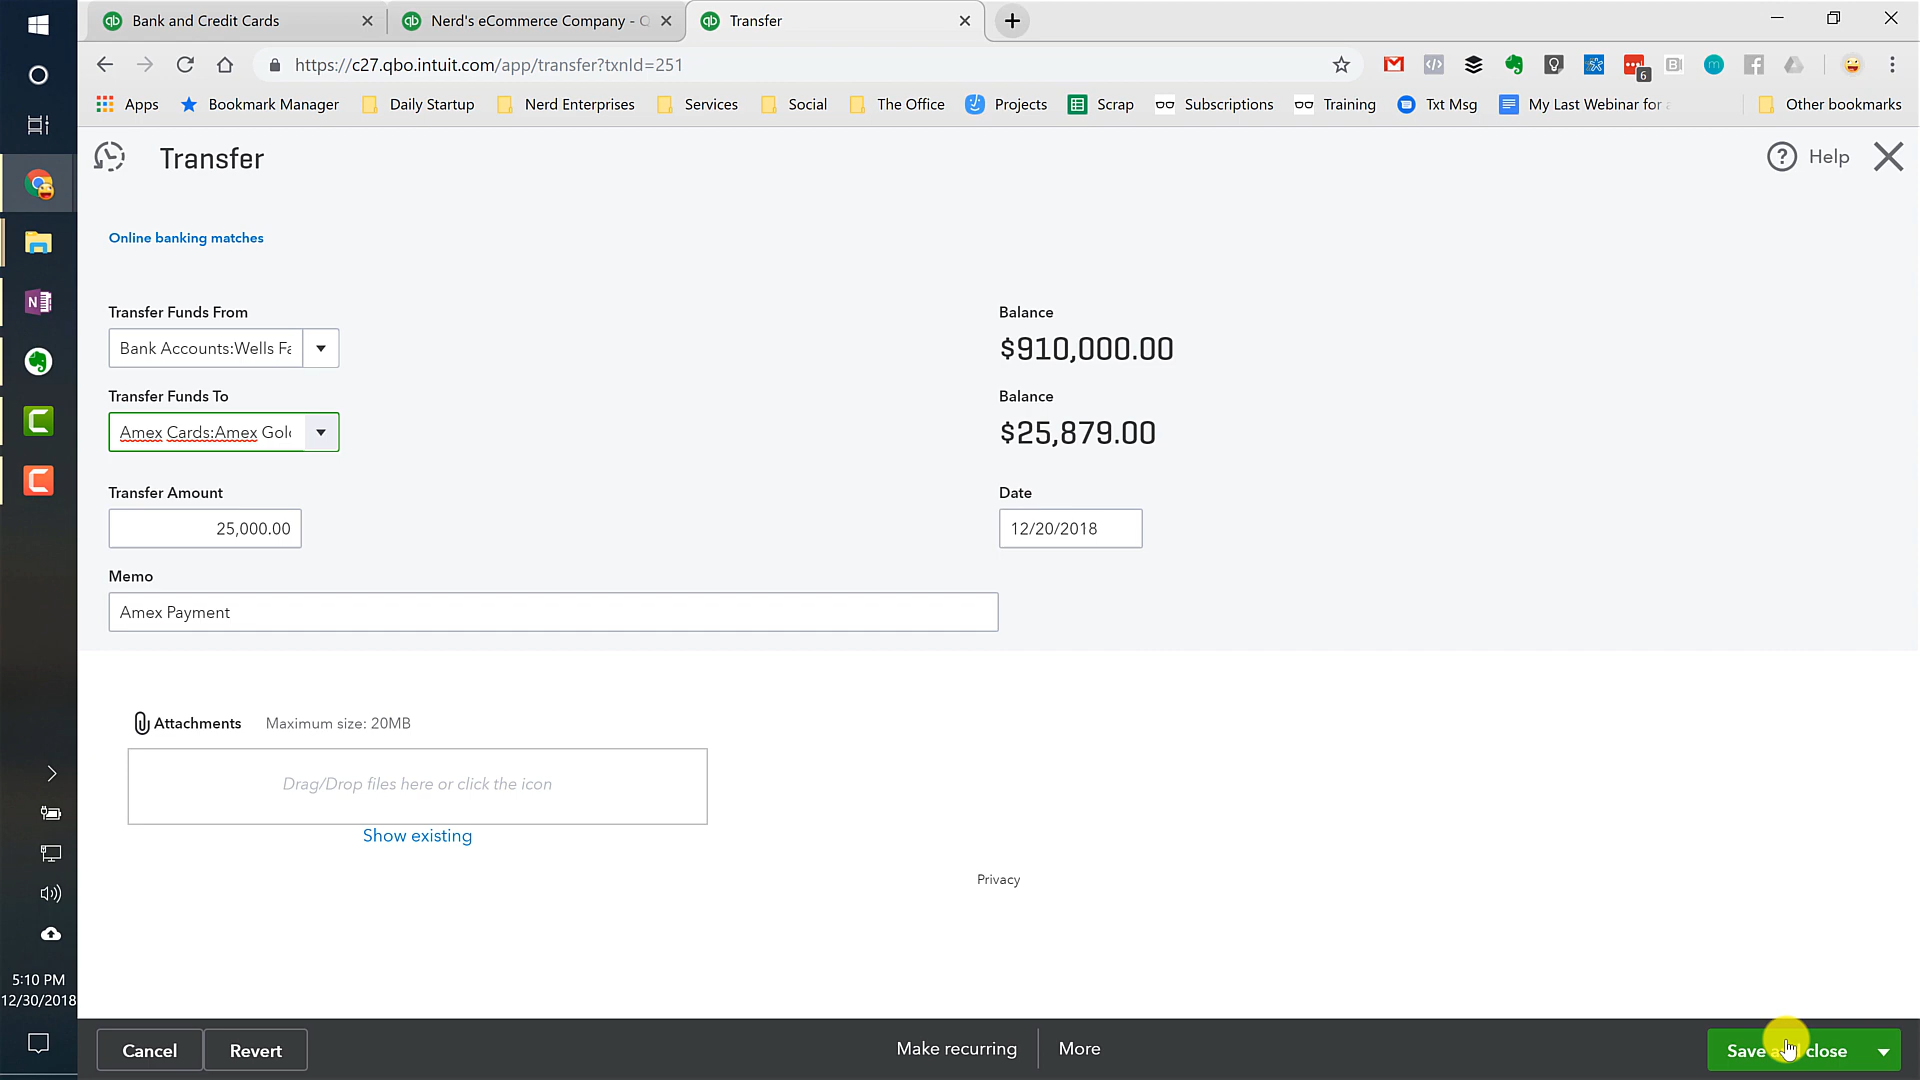 Bank and Credit Cards
Nerd's eCommerce Company -
Transfer
https://c27.qbo.intuit.com/app/transfer?txnId=251
6
Apps
Bookmark Manager
Daily Startup
Nerd Enterprises
Services
Social
The Office
Projects
Scrap
Subscriptions
Training
Txt Msg
My Last Webinar for
Other bookmarks
Transfer
Help
Online banking matches
Transfer Funds From
Balance
Bank Accounts:Wells Fa
$910,000.00
Transfer Funds To
Balance
Amex Cards:Amex Gol
$25,879.00
Transfer Amount
Date
25,000.00
12/20/2018
Memo
Amex Payment
Attachments Maximum size: 20MB
Drag/Drop files here or click the icon
Show existing
Privacy
5:10 PM
12/30/2018
Cancel
Revert
Make recurring
More
Save and close